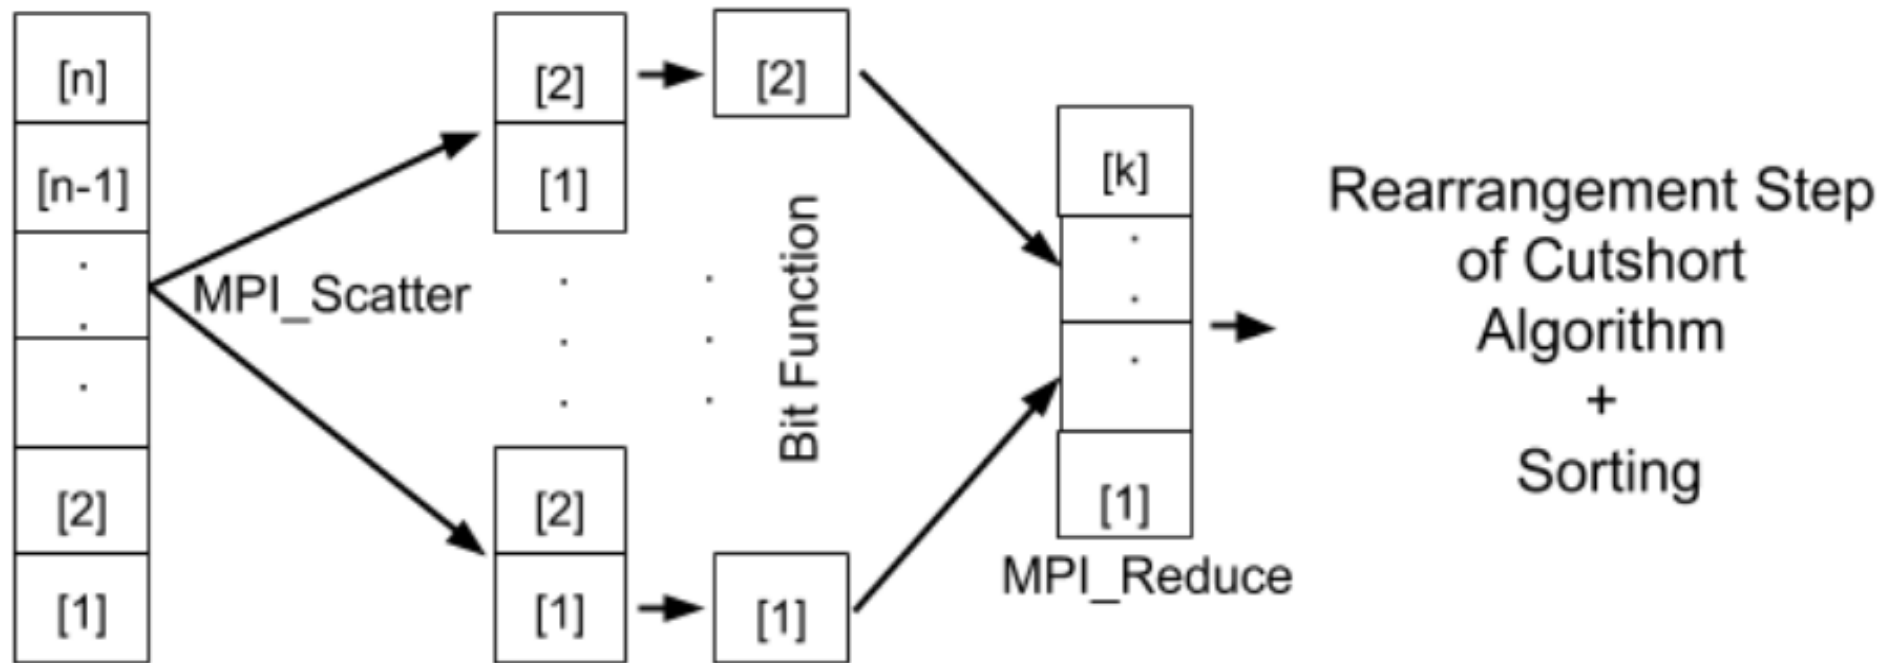 [n]
[n-1]
.
.
.
[2]
[1]
MPI_Scatter
[2]
[1]
.
.
.
[2]
[1]
.
.
.
[2]
Bit Function
[1]
[k]
.
.
.
[1]
MPI_Reduce
Rearrangement Step
of Cutshort
Algorithm
+
Sorting